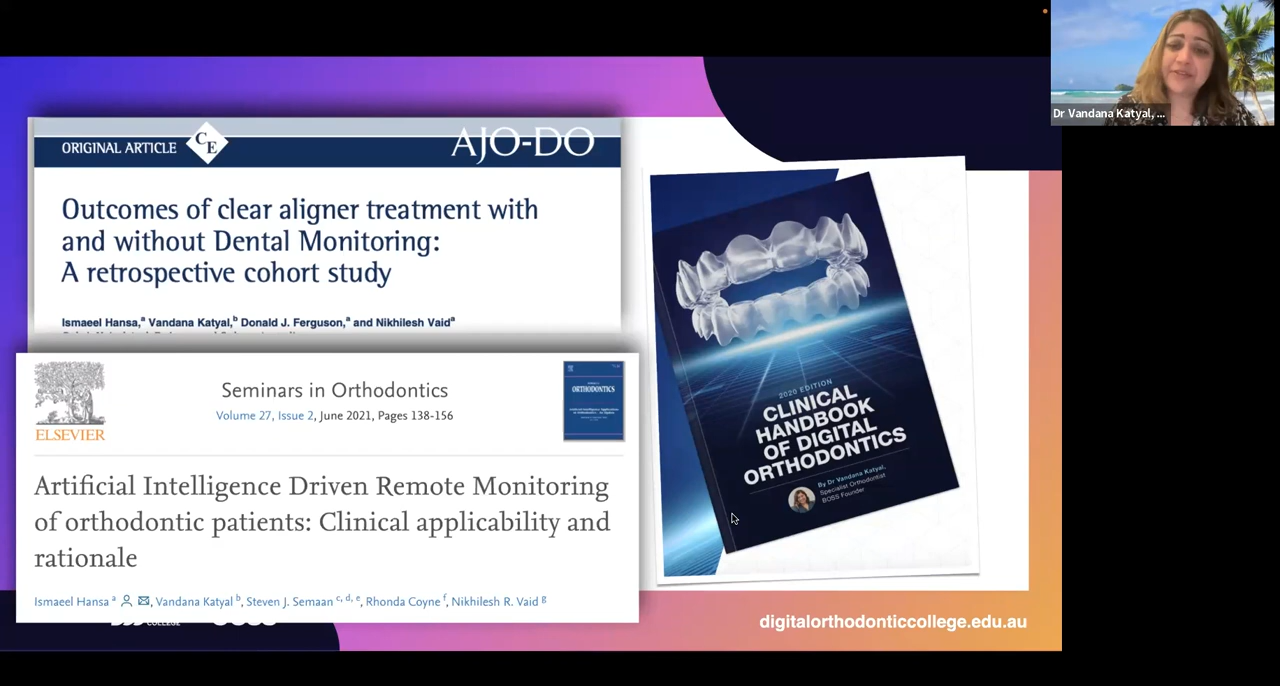 Dr Vandana Katyal, ...
ORIGINAL ARTICLE
CE
AJO-DO
Outcomes of clear aligner treatment with
and without Dental Monitoring:
A retrospective cohort study
Ismaeel Hansa,a Vandana Katyal,b Donald J. Ferguson,a and Nikhilesh Vaida
ELSEVIER
Seminars in Orthodontics
Volume 27, Issue 2, June 2021, Pages 138-156
ORTHODONTICS
Artificial Intelligence Driven Remote Monitoring
of orthodontic patients: Clinical applicability and
rationale
Ismaeel Hansa a, Vandana Katyal b, Steven J. Semaan c, d, e, Rhonda Coyne f, Nikhilesh R. Vaid g
2020 EDITION
CLINICAL
HANDBOOK
OF DIGITAL
ORTHODONTICS
By Dr Vandana Katyal,
Specialist Orthodontist
BOSS Founder
COLLEGE
digitalorthodonticcollege.edu.au